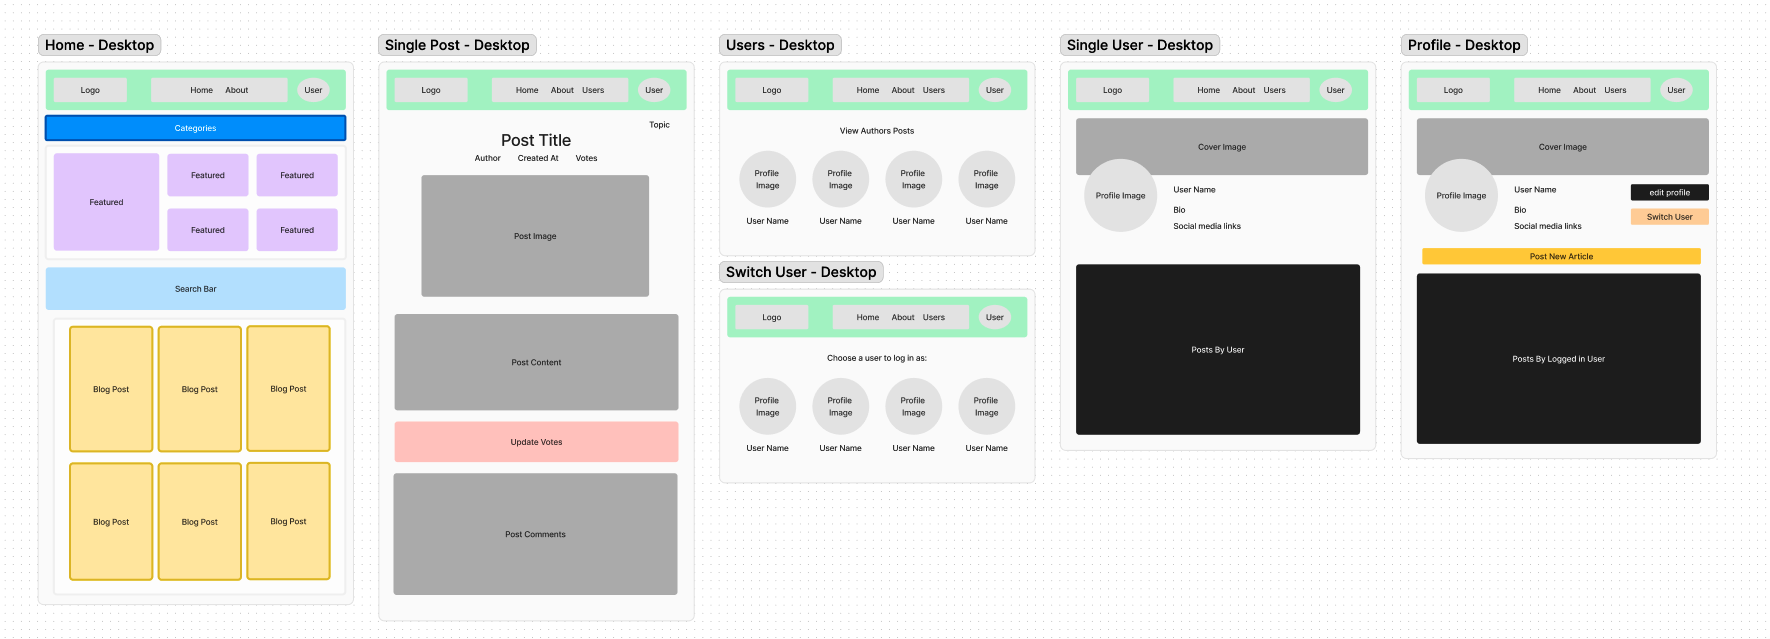 Home - Desktop
Logo
Home About
User
Categories
Featured
Featured
Featured
Featured
Featured
Search Bar
Blog Post
Blog Post
Blog Post
Blog Post
Blog Post
Blog Post
Single Post - Desktop
Logo
Home About Users
User
Topic
Post Title
Author Created At Votes
Post Image
Post Content
Update Votes
Post Comments
Users - Desktop
Logo
Home About Users
User
View Authors Posts
Profile
Image
Profile
Image
Profile
Image
Profile
Image
User Name
User Name
User Name
User Name
Switch User - Desktop
Logo
Home About Users
User
Choose a user to log in as:
Profile
Image
Profile
Image
Profile
Image
Profile
Image
User Name
User Name
User Name
User Name
Single User - Desktop
Logo
Home About Users
User
Cover Image
Profile Image
User Name
Bio
Social media links
Posts By User
Profile - Desktop
Logo
Home About Users
User
Cover Image
Profile Image
User Name
Bio
Social media links
edit profile
Switch User
Post New Article
Posts By Logged in User